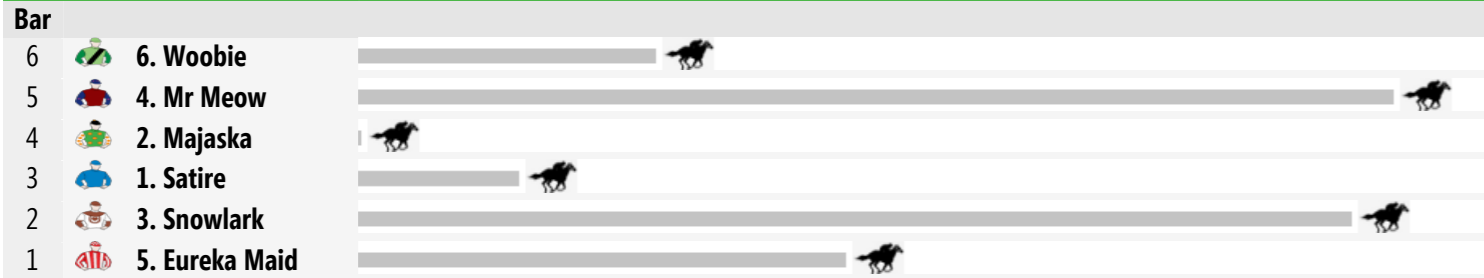 Bar
6 6. Woobie
5 4. Mr Meow
4 2. Majaska
3 1. Satire
2 3. Snowlark
1 5. Eureka Maid